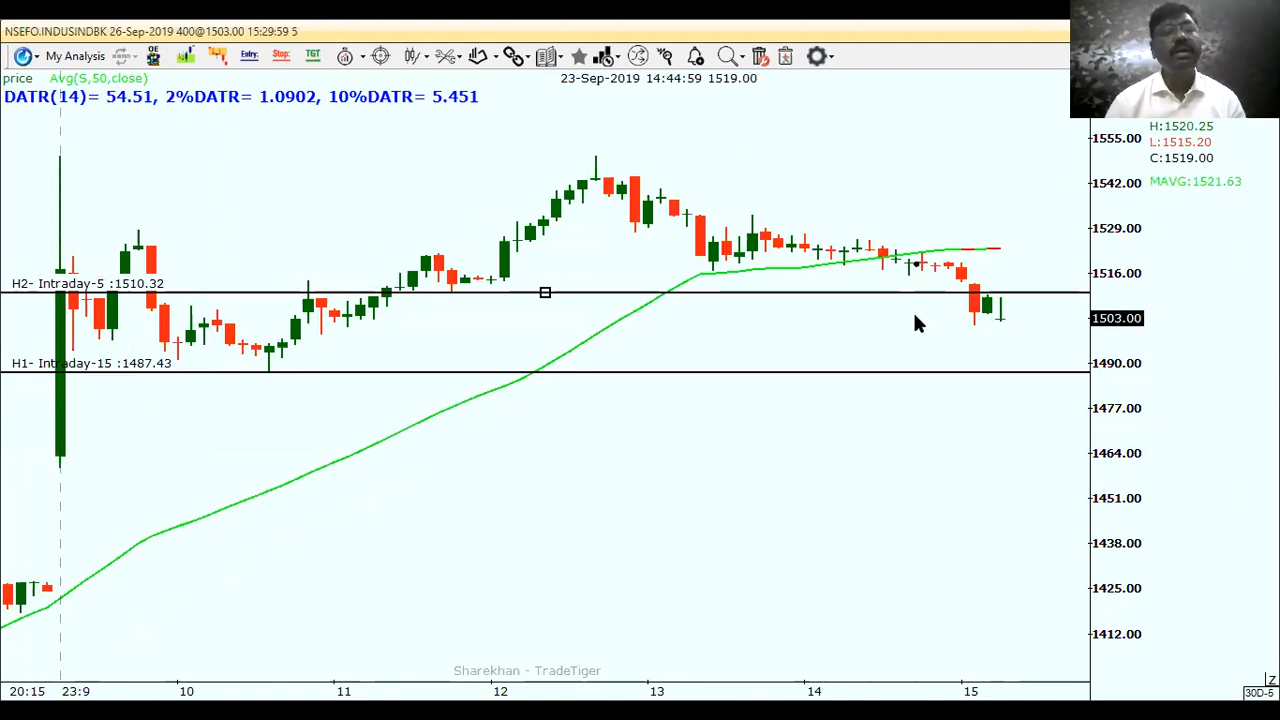 NSEFO.INDUSINDBK 26-Sep-2019 400@1503.00 15:29:59 5
My Analysis OE Entry: Stop: TGT
price Avg(S,50,close) 23-Sep-2019 14:44:59 1519.00
DATR(14)= 54.51, 2%DATR= 1.0902, 10%DATR= 5.451
H:1520.25
L:1515.20
C:1519.00
MAVG:1521.63
1555.00
1542.00
1529.00
1516.00
H2- Intraday-5 :1510.32
1503.00
H1- Intraday-15 :1487.43
1490.00
1477.00
1464.00
1451.00
1438.00
1425.00
1412.00
Sharekhan - TradeTiger
20:15 23:9 10 11 12 13 14 15
Z
30D-5